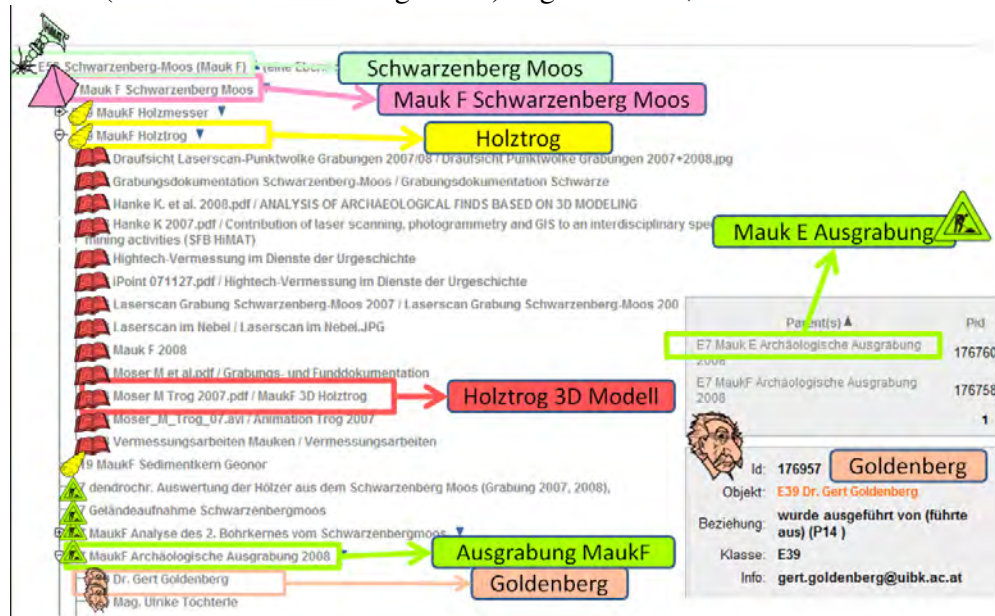 Schwarzenberg-Moos (Mauk F)
Schwarzenberg Moos
Mauk F Schwarzenberg Moos
Mauk F Schwarzenberg Moos
MaukF Holzmesser
MaukF Holztrog
Holztrog
Draufsicht Laserscan-Punktwolke Grabungen 2007/08 / Draufsicht Punktwolke Grabungen 2007+2008.jpg
Grabungsdokumentation Schwarzenberg-Moos / Grabungsdokumentation Schwarze
Hanke K. et al. 2008.pdf / ANALYSIS OF ARCHAEOLOGICAL FINDS BASED ON 3D MODELING
Hanke K 2007.pdf / Contribution of laser scanning, photogrammetry and GIS to an interdisciplinary spe
mining activities (SFB HiMAT)
Mauk E Ausgrabung
Hightech-Vermessung im Dienste der Urgeschichte
iPoint 071127.pdf / Hightech-Vermessung im Dienste der Urgeschichte
Laserscan Grabung Schwarzenberg-Moos 2007 / Laserscan Grabung Schwarzenberg-Moos 200
Laserscan im Nebel / Laserscan im Nebel.JPG
Mauk F 2008
Moser M et al.pdf / Grabungs- und Funddokumentation
Moser M Trog 2007.pdf / MaukF 3D Holztrog
Holztrog 3D Modell
Moser_M_Trog_07.avi / Animation Trog 2007
Vermessungsarbeiten Mauken / Vermessungsarbeiten
19 MaukF Sedimentkern Geonor
7 dendrochr. Auswertung der Hölzer aus dem Schwarzenberg Moos (Grabung 2007, 2008),
Geländeaufnahme Schwarzenbergmoos
MaukF Analyse des 2. Bohrkernes vom Schwarzenbergmoos
MaukF Archäologische Ausgrabung 2008
Ausgrabung MaukF
Dr. Gert Goldenberg
Goldenberg
Mag. Ulrike Töchterle
Parent(s) Pid
E7 Mauk E Archäologische Ausgrabung
2008
176760
E7 MaukF Archäologische Ausgrabung
2008
176758
1
Id: 176957
Goldenberg
Objekt: E39 Dr. Gert Goldenberg
Beziehung: wurde ausgeführt von (führte
aus) (P14 )
Klasse: E39
Info: gert.goldenberg@uibk.ac.at